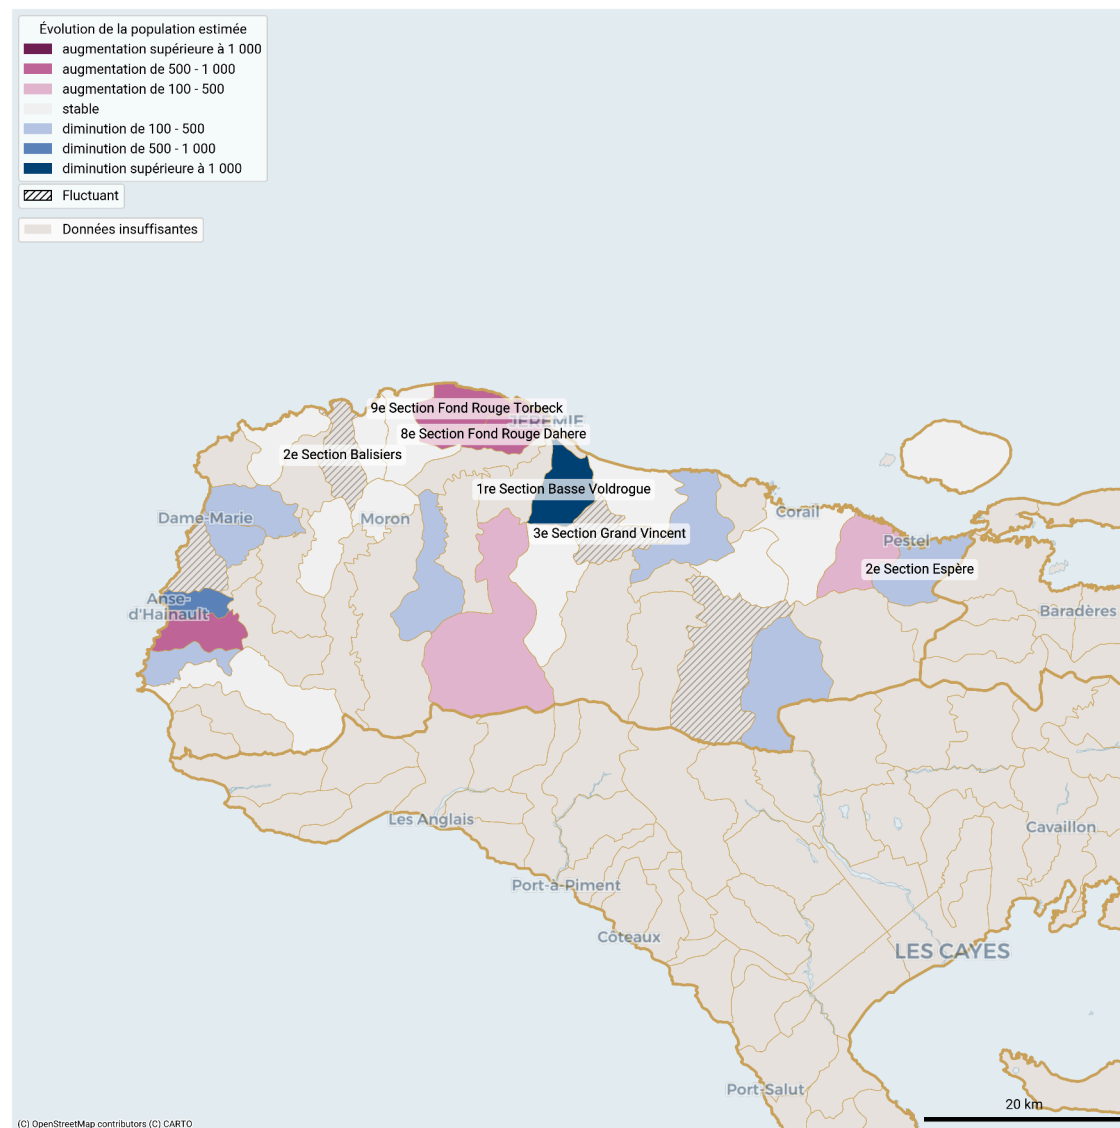 Évolution de la population estimée
augmentation supérieure à 1 000
augmentation de 500 - 1 000
augmentation de 100 - 500
stable
diminution de 100 - 500
diminution de 500 - 1 000
diminution supérieure à 1 000
Fluctuant
Données insuffisantes
9e Section Fond Rouge Torbeck
JÉRÉMIE
8e Section Fond Rouge Dahere
2e Section Balisiers
1re Section Basse Voldrogue
Dame-Marie
Moron
Corail
3e Section Grand Vincent
Pestel
2e Section Espère
Anse-
d'Hainault
Baradères
Les Anglais
Cavaillon
Port-à-Piment
Côteaux
LES CAYES
Port-Salut
20 km
(C) OpenStreetMap contributors (C) CARTO